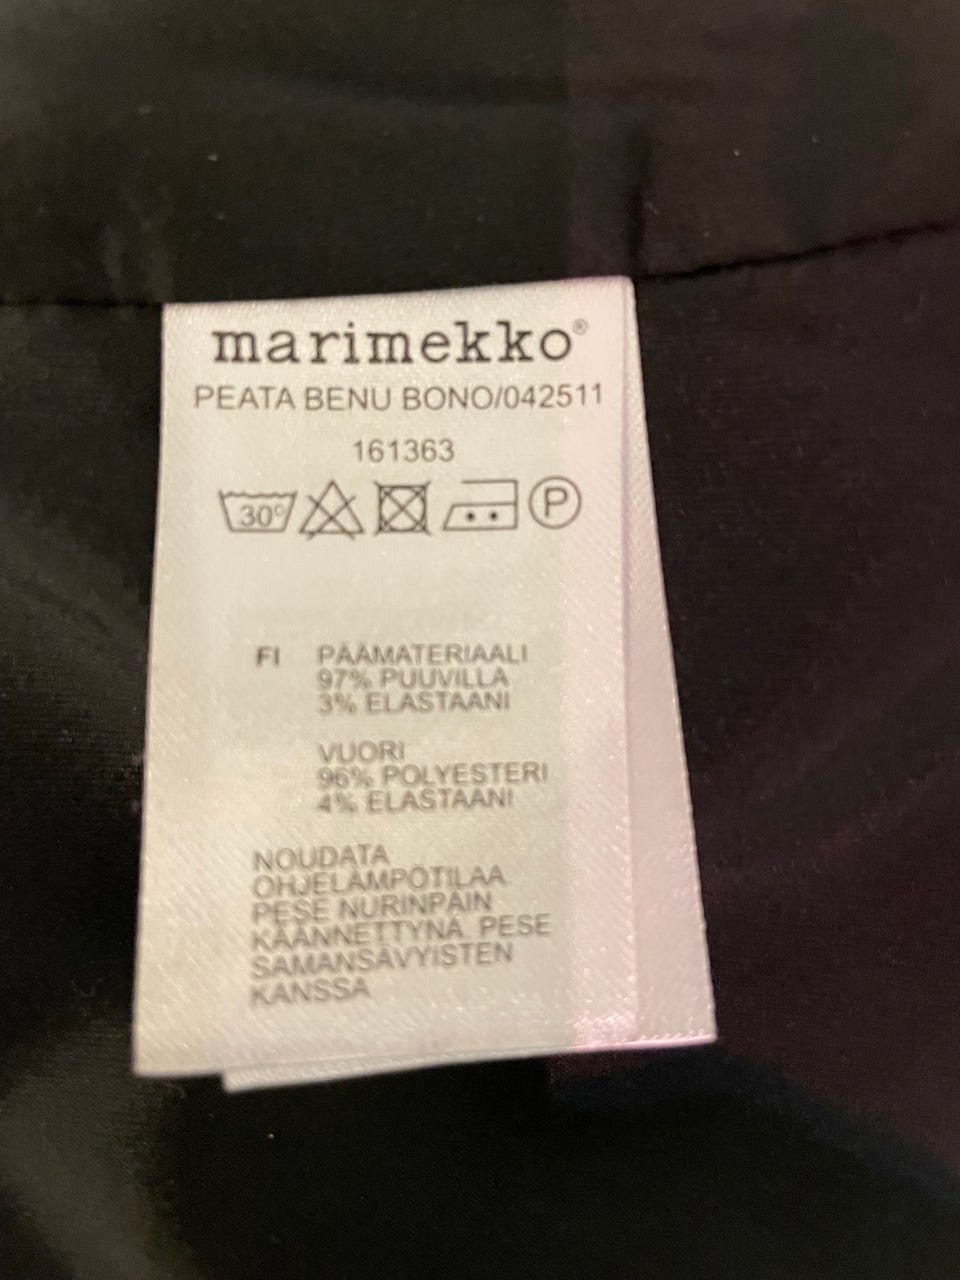 marimekko®
PEATA BENU BONO/042511
161363
30° P
FI PÄÄMATERIAALI
97% PUUVILLA
3% ELASTAANI
VUORI
96% POLYESTERI
4% ELASTAANI
NOUDATA
OHJELÄMPÖTILAA.
PESE NURINPÄIN
KÄÄNNETTYNÄ. PESE
SAMANSÄVYISTEN
KANSSA